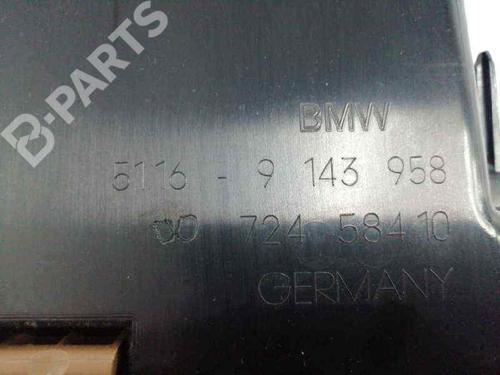 B-PARTS
BMW
5116 - 9 143 958
724 58410
GERMANY